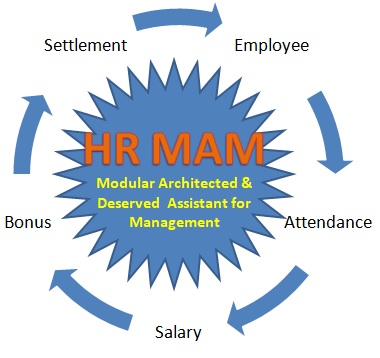 Settlement
Employee
HR MAM
Modular Architected &
Deserved Assistant for
Management
Bonus
Attendance
Salary